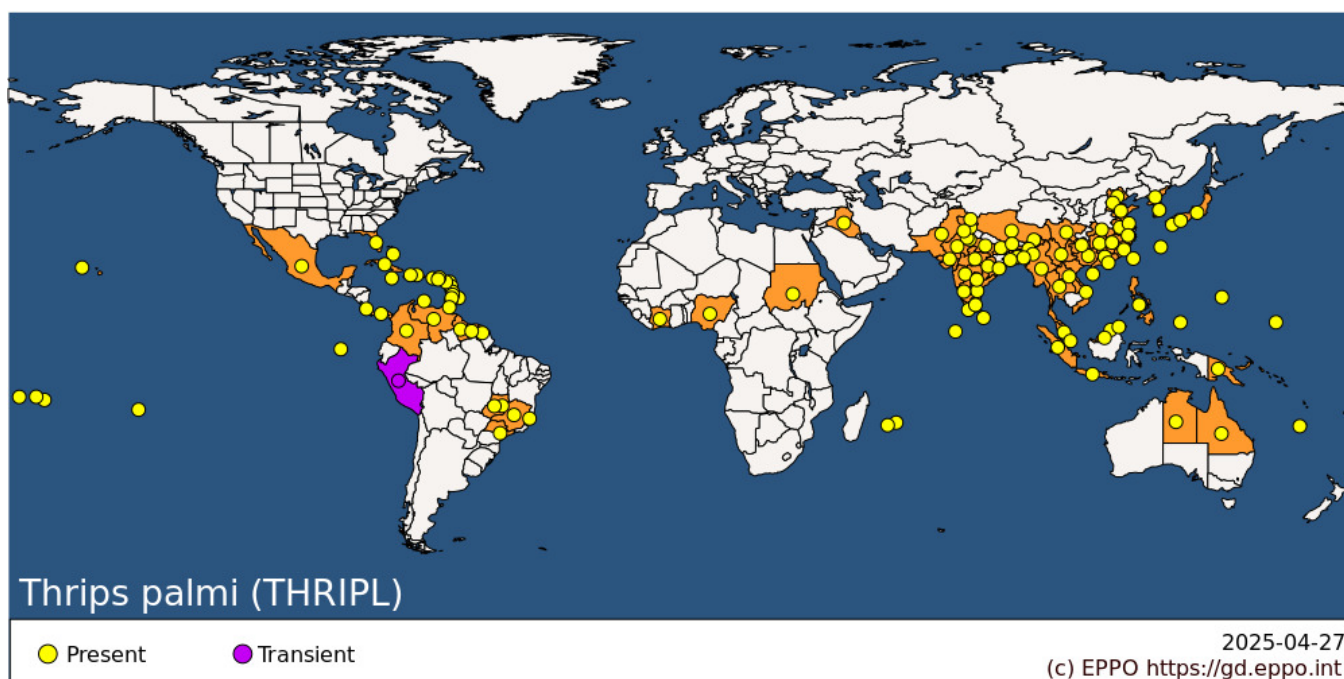 Thrips palmi (THRIPL)
Present
Transient
2025-04-27
(c) EPPO https://gd.eppo.int